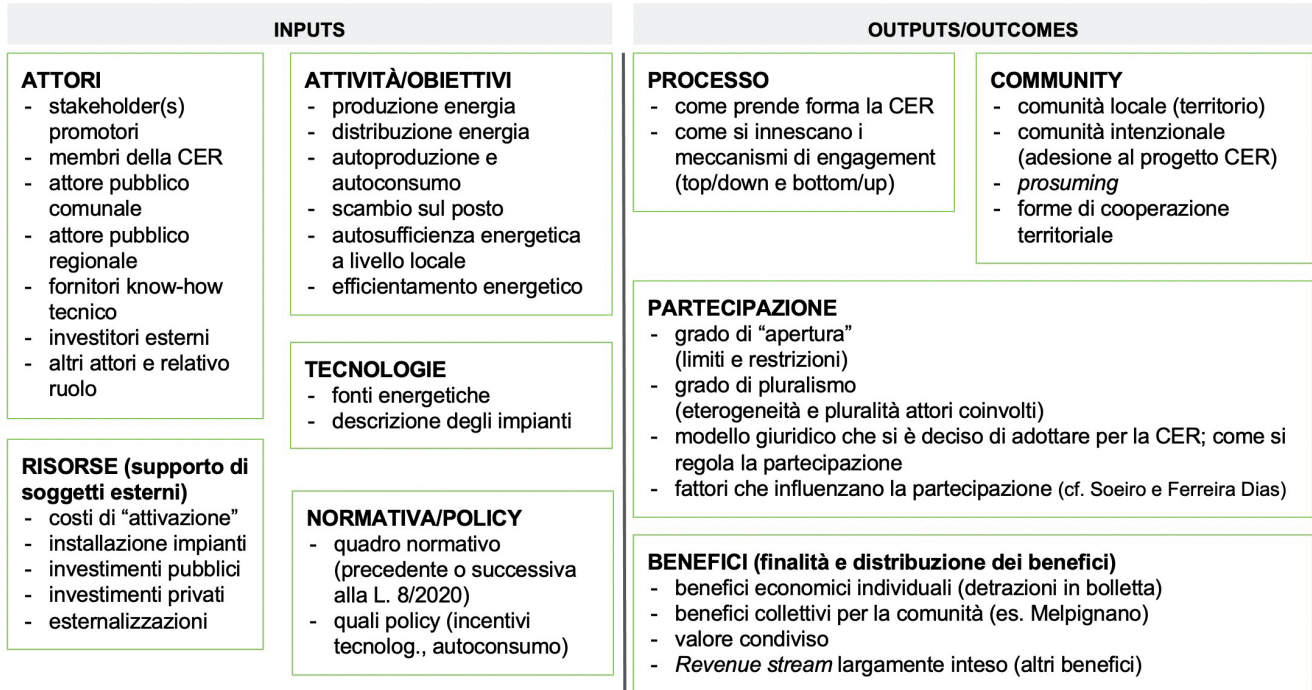 INPUTS
ATTORI
- stakeholder(s)
promotori
- membri della CER
- attore pubblico
comunale
- attore pubblico
regionale
- fornitori know-how
tecnico
- investitori esterni
- altri attori e relativo
ruolo
RISORSE (supporto di
soggetti esterni)
- costi di “attivazione”
- installazione impianti
- investimenti pubblici
- investimenti privati
- esternalizzazioni
ATTIVITÀ/OBIETTIVI
- produzione energia
- distribuzione energia
- autoproduzione e
autoconsumo
- scambio sul posto
- autosufficienza energetica
a livello locale
- efficientamento energetico
TECNOLOGIE
- fonti energetiche
- descrizione degli impianti
NORMATIVA/POLICY
- quadro normativo
(precedente o successiva
alla L. 8/2020)
- quali policy (incentivi
tecnolog., autoconsumo)
OUTPUTS/OUTCOMES
PROCESSO
- come prende forma la CER
- come si innescano i
meccanismi di engagement
(top/down e bottom/up)
COMMUNITY
- comunità locale (territorio)
- comunità intenzionale
(adesione al progetto CER)
- prosuming
- forme di cooperazione
territoriale
PARTECIPAZIONE
- grado di “apertura”
(limiti e restrizioni)
- grado di pluralismo
(eterogeneità e pluralità attori coinvolti)
- modello giuridico che si è deciso di adottare per la CER; come si
regola la partecipazione
- fattori che influenzano la partecipazione (cf. Soeiro e Ferreira Dias)
BENEFICI (finalità e distribuzione dei benefici)
- benefici economici individuali (detrazioni in bolletta)
- benefici collettivi per la comunità (es. Melpignano)
- valore condiviso
- Revenue stream largamente inteso (altri benefici)